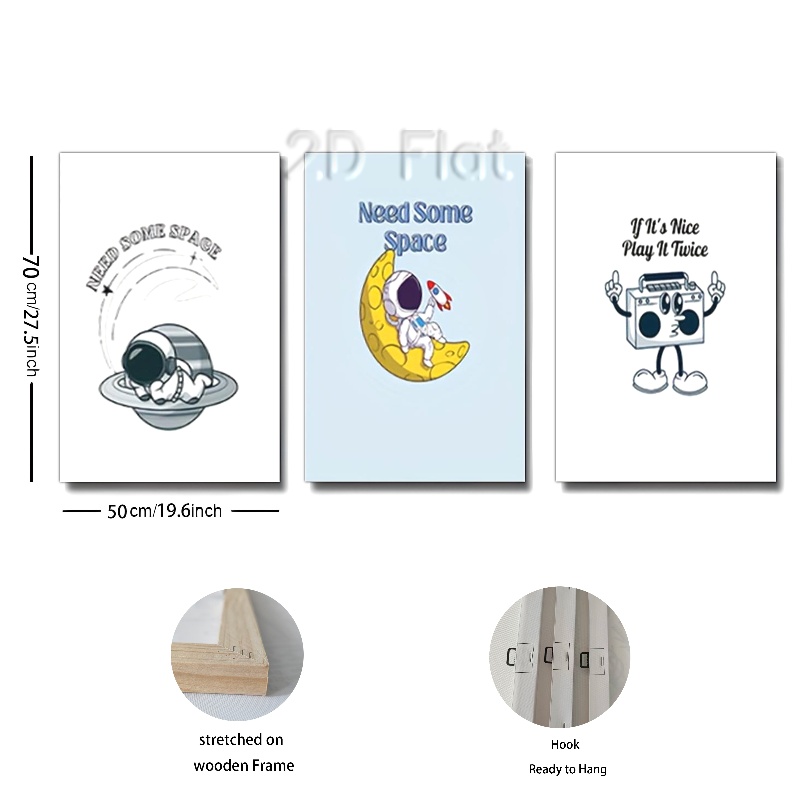 2D Flat
NEED SOME SPACE
Need Some
Space
If It's Nice
Play It Twice
70 cm/27.5inch
50cm/19.6inch
stretched on
wooden Frame
Hook
Ready to Hang